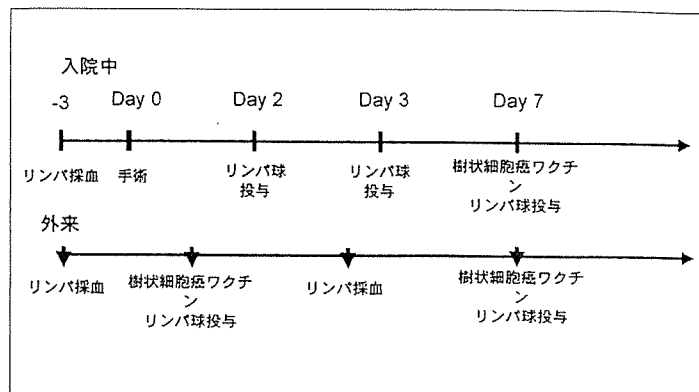 入院中
-3 Day 0 Day 2 Day 3 Day 7
リンパ採血 手術 リンパ球 リンパ球 樹状細胞癌ワクチ
投与 投与 ン
リンパ球投与
外来
リンパ採血 樹状細胞癌ワクチ リンパ採血 樹状細胞癌ワクチ
ン ン
リンパ球投与 リンパ球投与